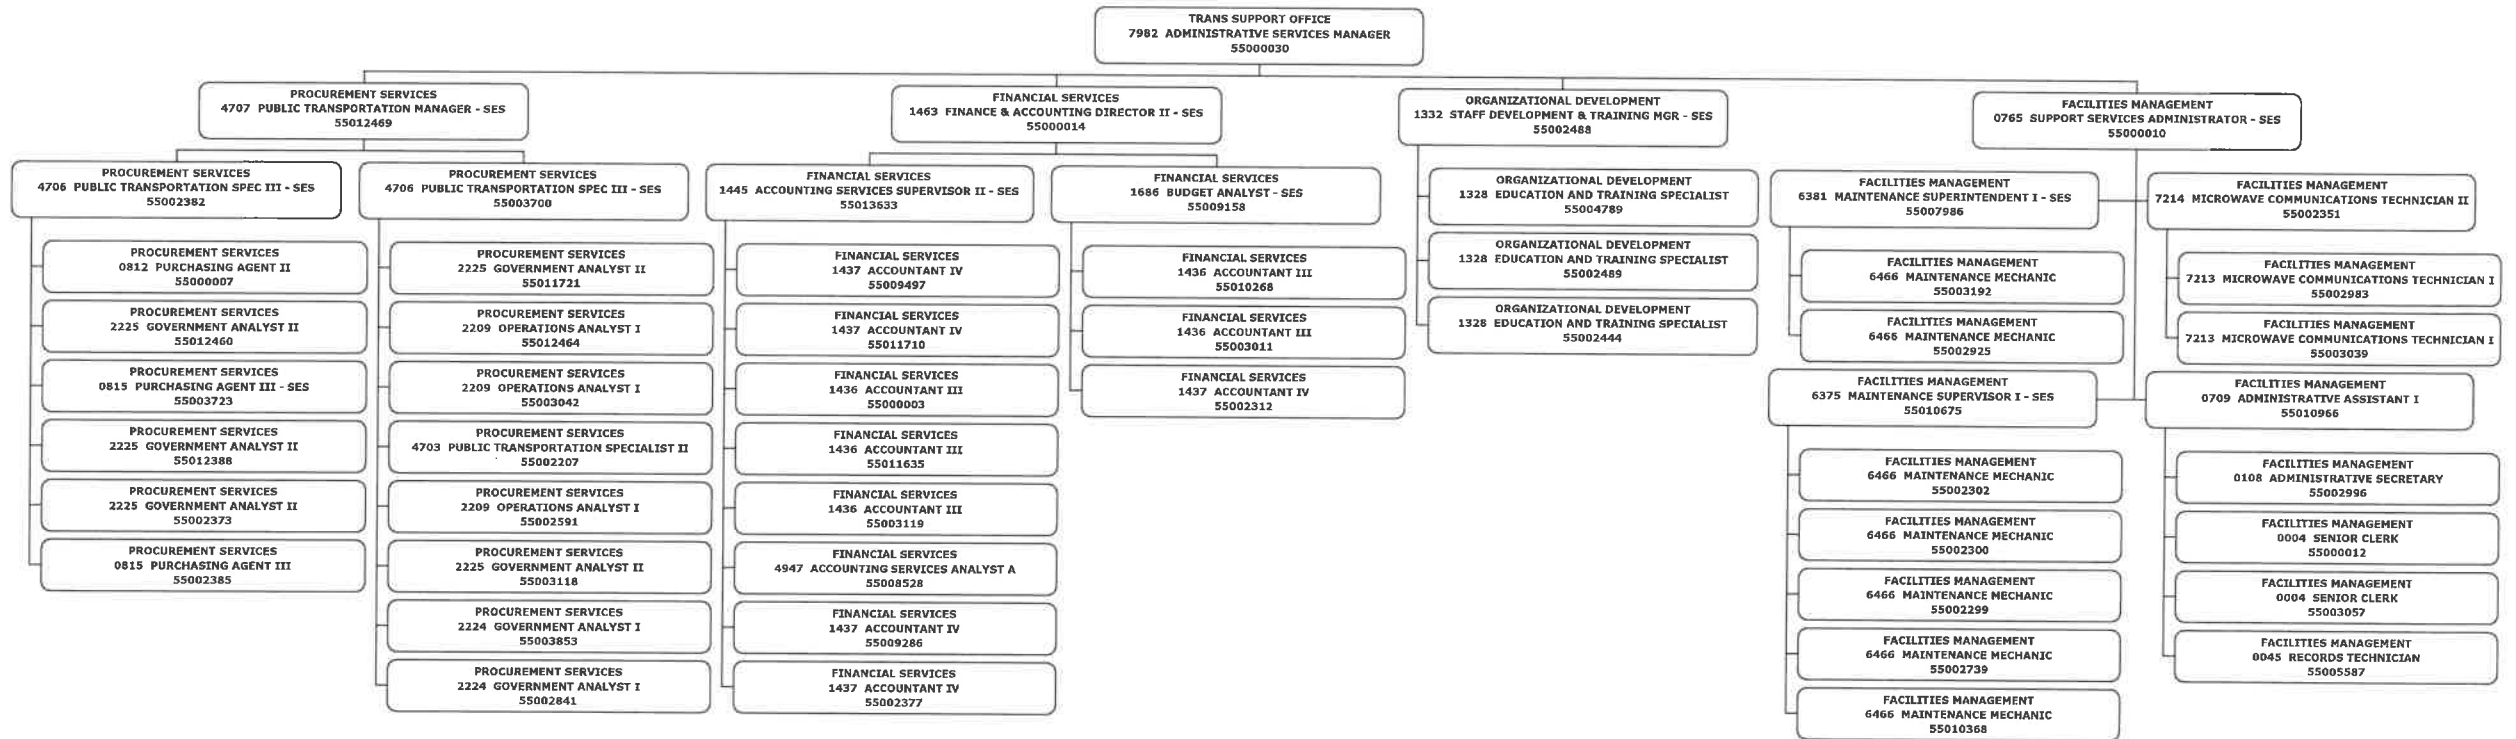 TRANS SUPPORT OFFICE
7982 ADMINISTRATIVE SERVICES MANAGER
55000030
PROCUREMENT SERVICES
4707 PUBLIC TRANSPORTATION MANAGER - SES
55012469
FINANCIAL SERVICES
1463 FINANCE & ACCOUNTING DIRECTOR II - SES
55000014
ORGANIZATIONAL DEVELOPMENT
1332 STAFF DEVELOPMENT & TRAINING MGR - SES
55002488
FACILITIES MANAGEMENT
0765 SUPPORT SERVICES ADMINISTRATOR - SES
55000010
PROCUREMENT SERVICES
4706 PUBLIC TRANSPORTATION SPEC III - SES
55002382
PROCUREMENT SERVICES
0812 PURCHASING AGENT II
55000007
PROCUREMENT SERVICES
2225 GOVERNMENT ANALYST II
55012460
PROCUREMENT SERVICES
0815 PURCHASING AGENT III - SES
55003723
PROCUREMENT SERVICES
2225 GOVERNMENT ANALYST II
55012388
PROCUREMENT SERVICES
2225 GOVERNMENT ANALYST II
55002373
PROCUREMENT SERVICES
0815 PURCHASING AGENT III
55002385
PROCUREMENT SERVICES
4706 PUBLIC TRANSPORTATION SPEC III - SES
55003700
PROCUREMENT SERVICES
2225 GOVERNMENT ANALYST II
55011721
PROCUREMENT SERVICES
2209 OPERATIONS ANALYST I
55012464
PROCUREMENT SERVICES
2209 OPERATIONS ANALYST I
55003042
PROCUREMENT SERVICES
4703 PUBLIC TRANSPORTATION SPECIALIST II
55002207
PROCUREMENT SERVICES
2209 OPERATIONS ANALYST I
55002591
PROCUREMENT SERVICES
2225 GOVERNMENT ANALYST II
55003118
PROCUREMENT SERVICES
2224 GOVERNMENT ANALYST I
55003853
PROCUREMENT SERVICES
2224 GOVERNMENT ANALYST I
55002841
FINANCIAL SERVICES
1445 ACCOUNTING SERVICES SUPERVISOR II - SES
55013633
FINANCIAL SERVICES
1437 ACCOUNTANT IV
55009497
FINANCIAL SERVICES
1437 ACCOUNTANT IV
55011710
FINANCIAL SERVICES
1436 ACCOUNTANT III
55000003
FINANCIAL SERVICES
1436 ACCOUNTANT III
55011635
FINANCIAL SERVICES
1436 ACCOUNTANT III
55003119
FINANCIAL SERVICES
4947 ACCOUNTING SERVICES ANALYST A
55008528
FINANCIAL SERVICES
1437 ACCOUNTANT IV
55009286
FINANCIAL SERVICES
1437 ACCOUNTANT IV
55002377
FINANCIAL SERVICES
1686 BUDGET ANALYST - SES
55009158
FINANCIAL SERVICES
1436 ACCOUNTANT III
55010268
FINANCIAL SERVICES
1436 ACCOUNTANT III
55003011
FINANCIAL SERVICES
1437 ACCOUNTANT IV
55002312
ORGANIZATIONAL DEVELOPMENT
1328 EDUCATION AND TRAINING SPECIALIST
55004789
ORGANIZATIONAL DEVELOPMENT
1328 EDUCATION AND TRAINING SPECIALIST
55002489
ORGANIZATIONAL DEVELOPMENT
1328 EDUCATION AND TRAINING SPECIALIST
55002444
FACILITIES MANAGEMENT
6381 MAINTENANCE SUPERINTENDENT I - SES
55007986
FACILITIES MANAGEMENT
6466 MAINTENANCE MECHANIC
55003192
FACILITIES MANAGEMENT
6466 MAINTENANCE MECHANIC
55002925
FACILITIES MANAGEMENT
7214 MICROWAVE COMMUNICATIONS TECHNICIAN II
55002351
FACILITIES MANAGEMENT
7213 MICROWAVE COMMUNICATIONS TECHNICIAN I
55002983
FACILITIES MANAGEMENT
7213 MICROWAVE COMMUNICATIONS TECHNICIAN I
55003039
FACILITIES MANAGEMENT
6375 MAINTENANCE SUPERVISOR I - SES
55010675
FACILITIES MANAGEMENT
6466 MAINTENANCE MECHANIC
55002302
FACILITIES MANAGEMENT
6466 MAINTENANCE MECHANIC
55002300
FACILITIES MANAGEMENT
6466 MAINTENANCE MECHANIC
55002299
FACILITIES MANAGEMENT
6466 MAINTENANCE MECHANIC
55002739
FACILITIES MANAGEMENT
6466 MAINTENANCE MECHANIC
55010368
FACILITIES MANAGEMENT
0709 ADMINISTRATIVE ASSISTANT I
55010966
FACILITIES MANAGEMENT
0108 ADMINISTRATIVE SECRETARY
55002996
FACILITIES MANAGEMENT
0004 SENIOR CLERK
55000012
FACILITIES MANAGEMENT
0004 SENIOR CLERK
55003057
FACILITIES MANAGEMENT
0045 RECORDS TECHNICIAN
55005587